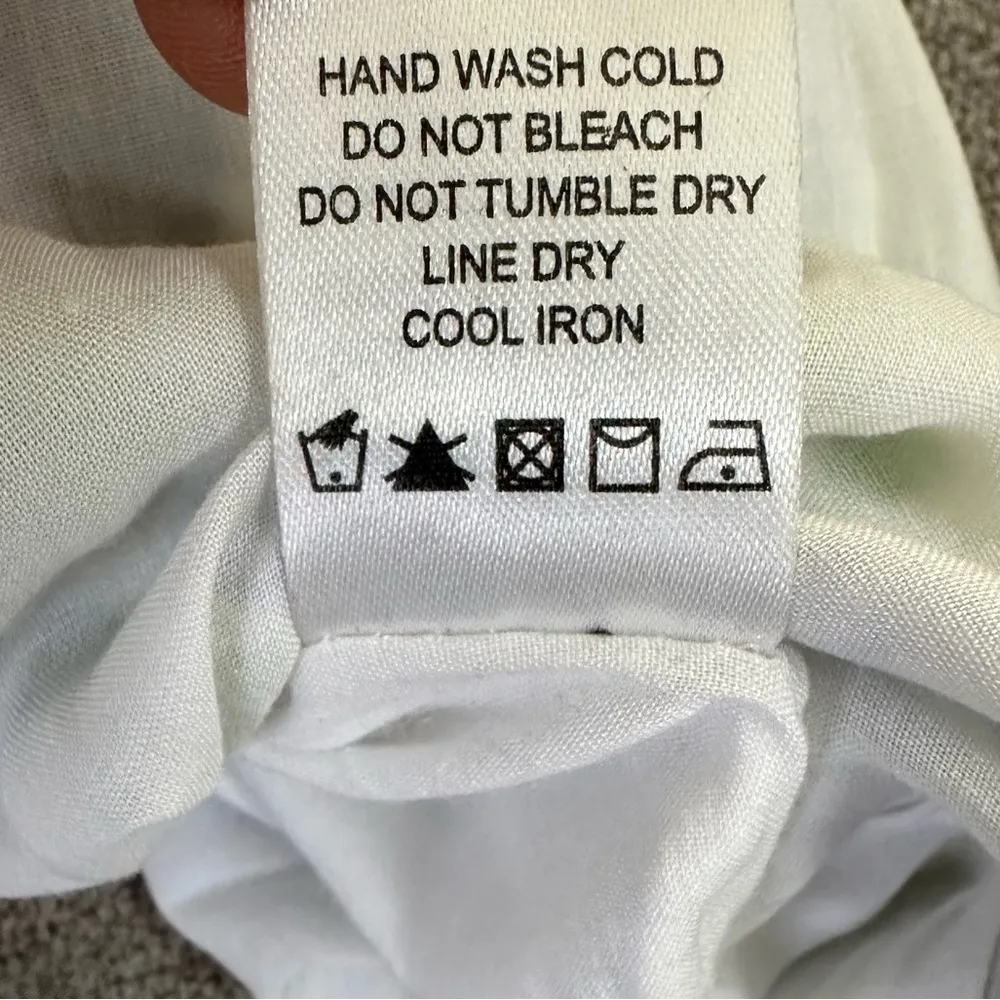 HAND WASH COLD
DO NOT BLEACH
DO NOT TUMBLE DRY
LINE DRY
COOL IRON